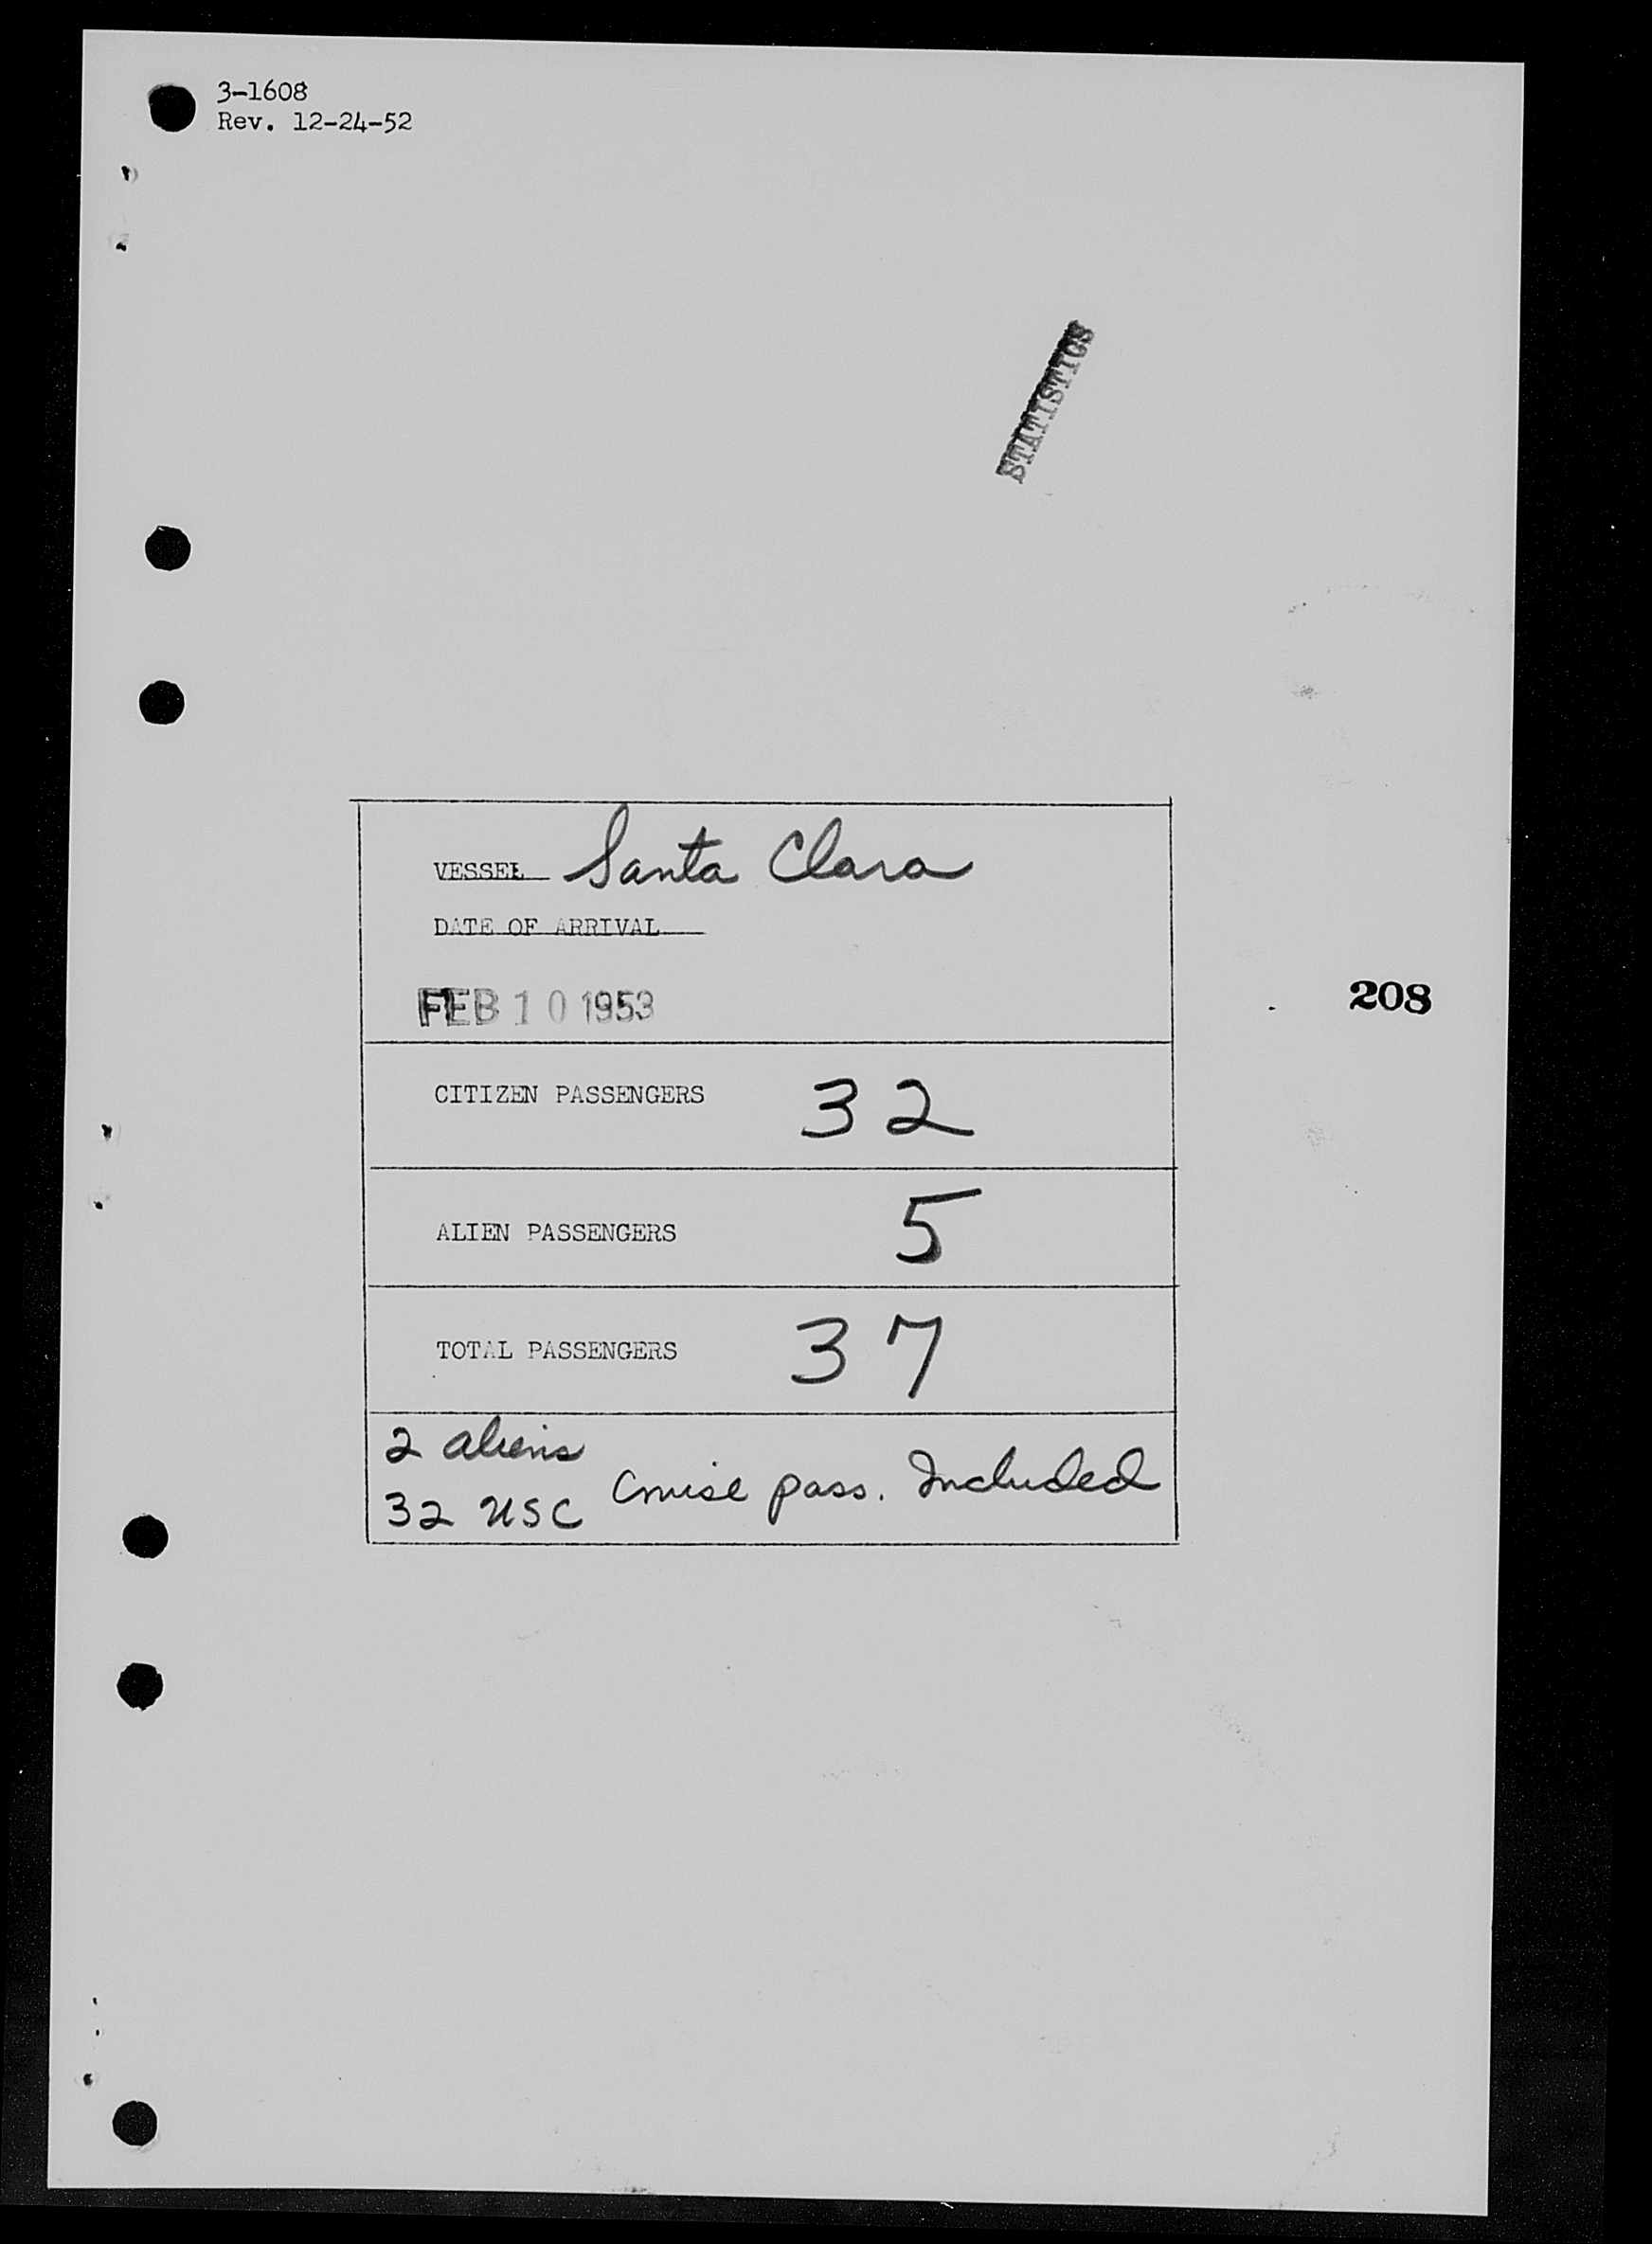 3-1608
Rev. 12-24-52
STATISTICS
VESSEL Santa Clara
DATE OF ARRIVAL
FEB 10 1953
208
CITIZEN PASSENGERS 32
ALIEN PASSENGERS 5
TOTAL PASSENGERS 37
2 aliens
32 USC Cruise pass. Included